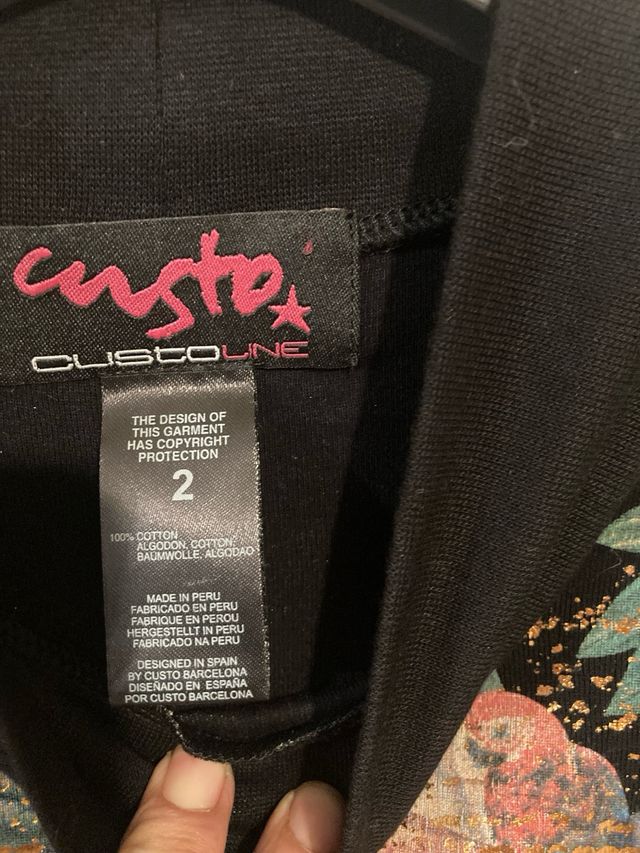 custo
CUSTOLINE
THE DESIGN OF
THIS GARMENT
HAS COPYRIGHT
PROTECTION
2
100% COTTON
ALGODON, COTTON,
BAUMWOLLE, ALGODAO
MADE IN PERU
FABRICADO EN PERU
FABRIQUE EN PEROU
HERGESTELLT IN PERU
FABRICADO NA PERU
DESIGNED IN SPAIN
BY CUSTO BARCELONA
DISEÑADO EN ESPAÑA
POR CUSTO BARCELONA